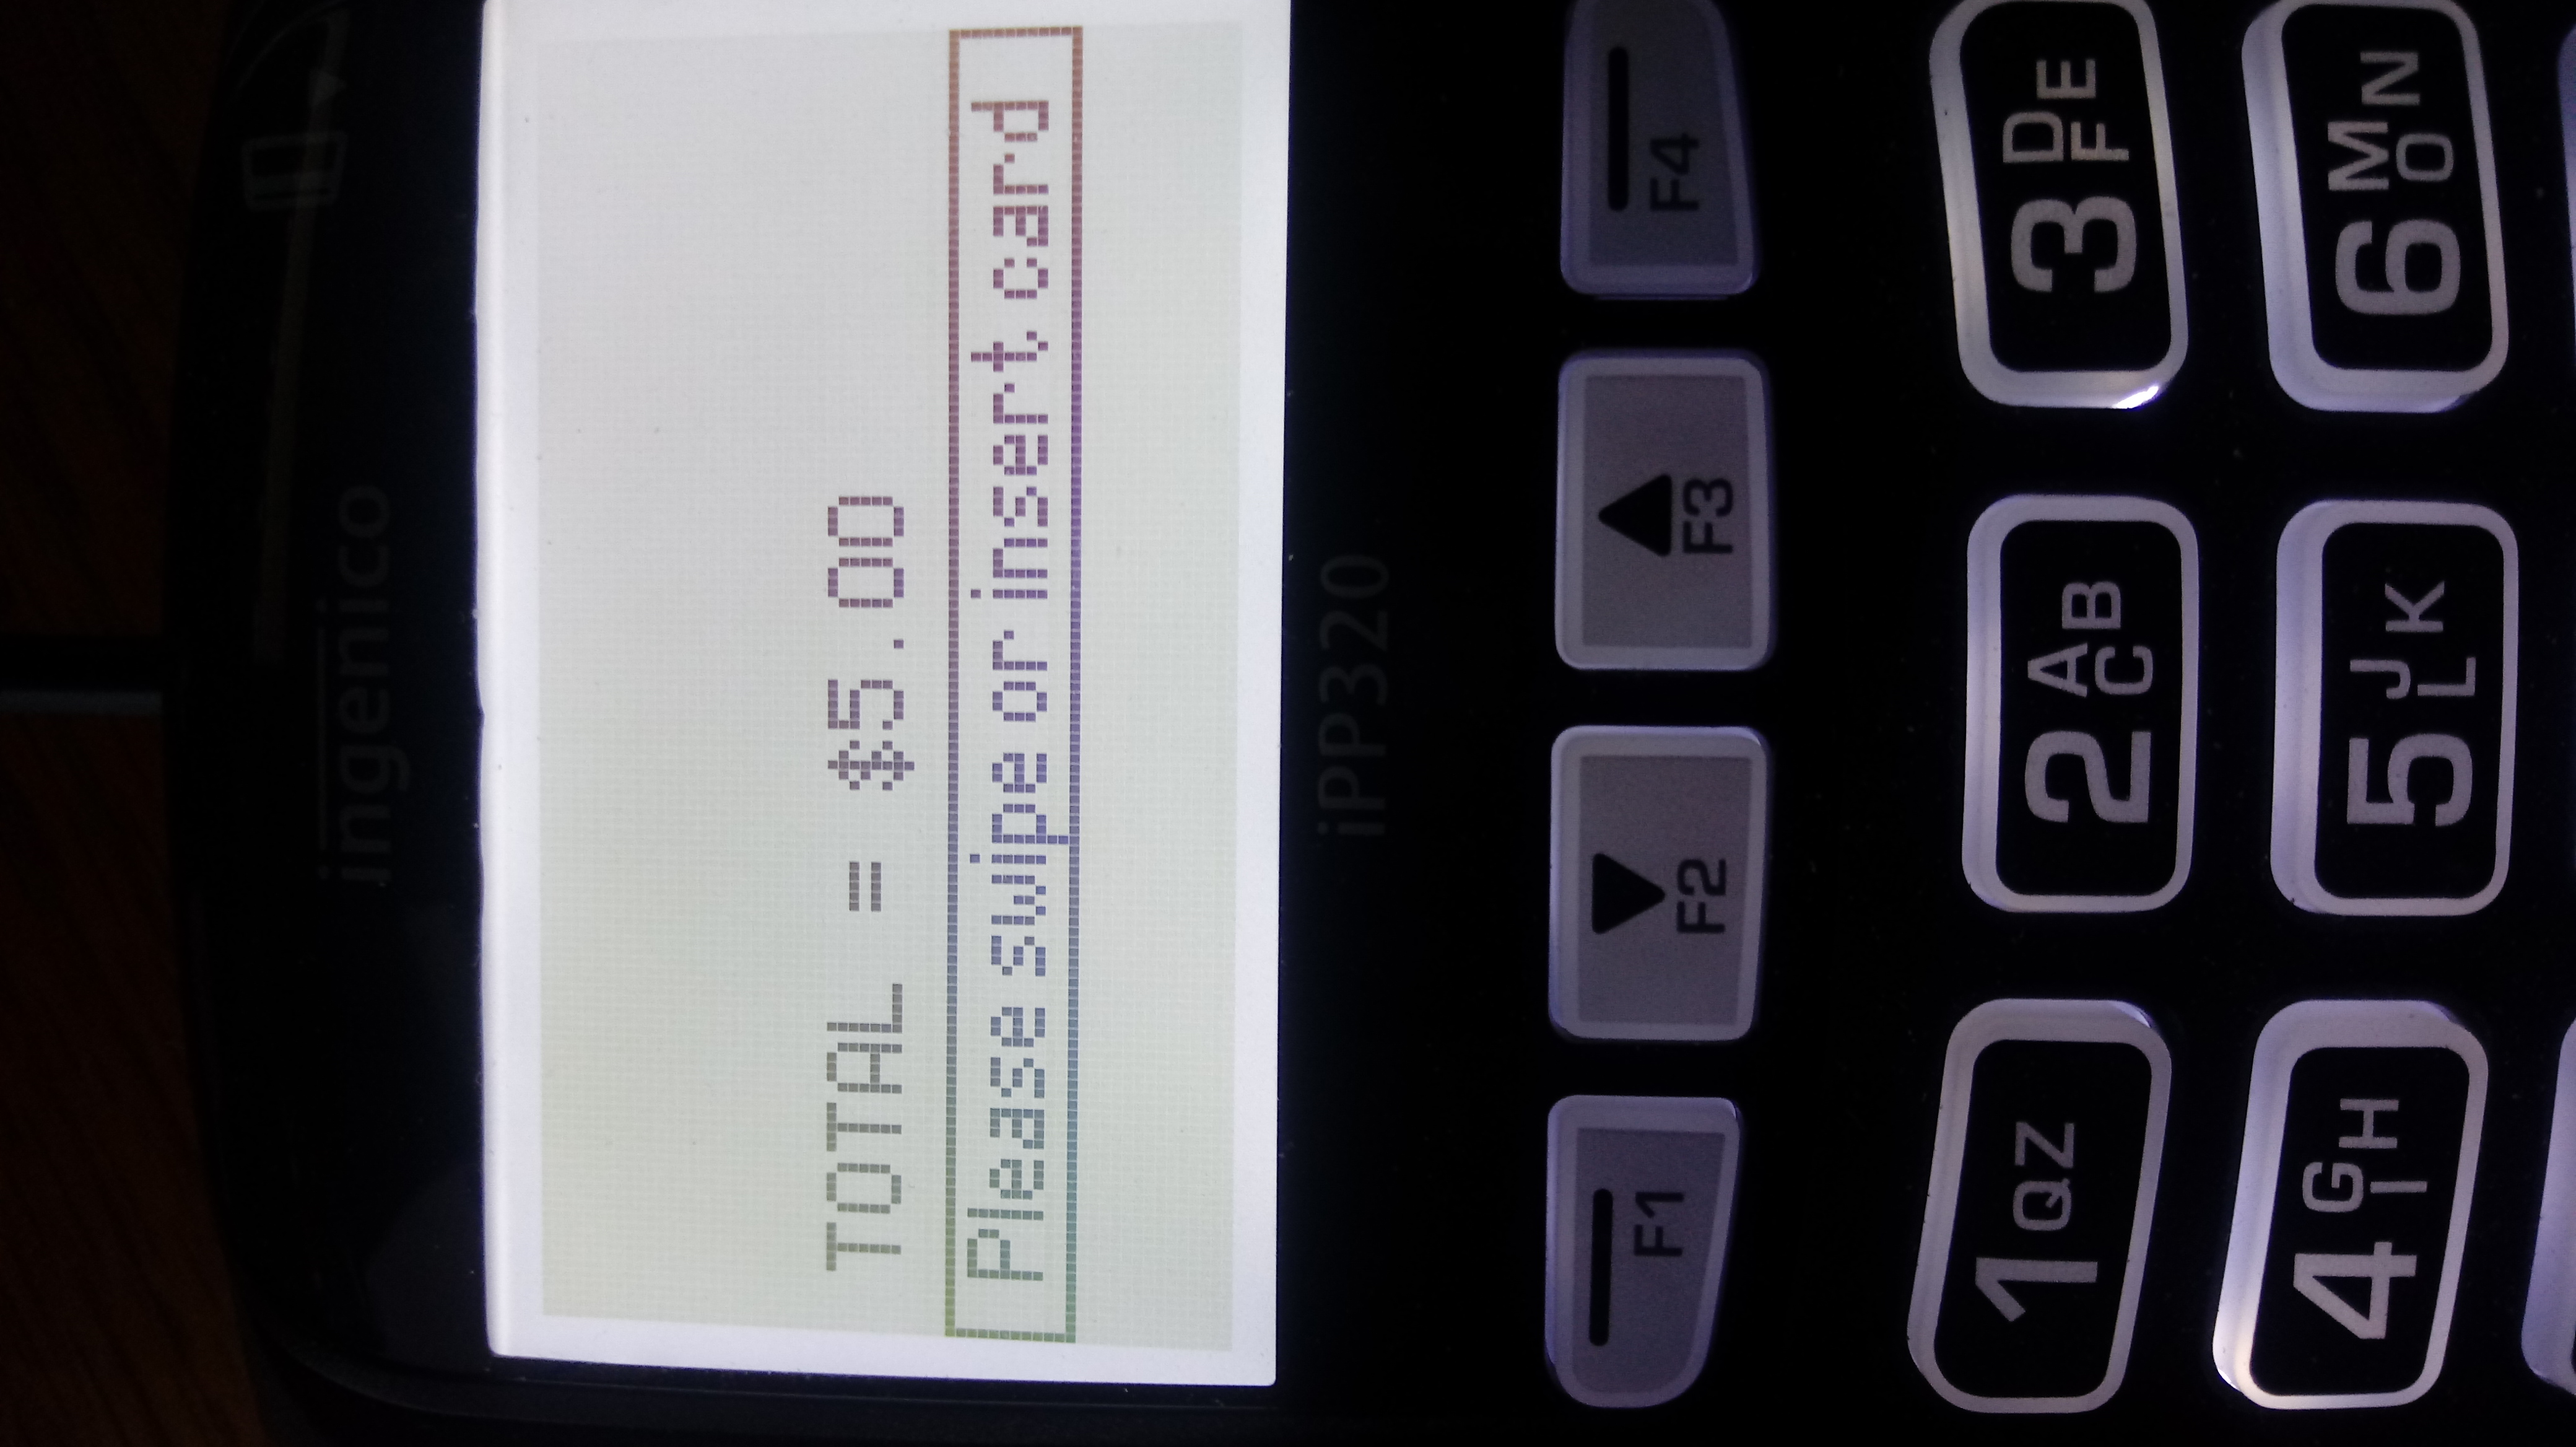 ingenico
TOTAL = $5.00
Please swipe or insert card
iPP320
F1 F2 F3 F4
1 QZ 2 ABC 3 DEF
4 GHI 5 JKL 6 MNO